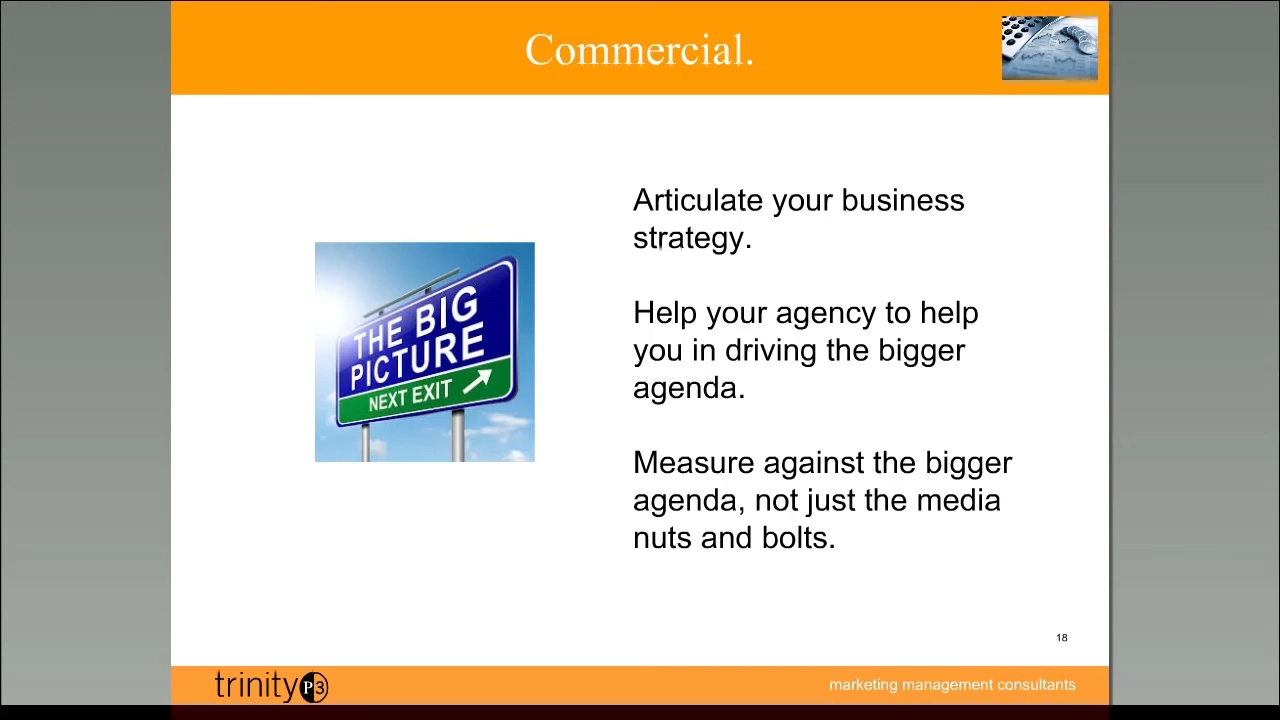 Commercial.
Articulate your business
strategy.
Help your agency to help
you in driving the bigger
agenda.
Measure against the bigger
agenda, not just the media
nuts and bolts.
THE BIG
PICTURE
NEXT EXIT
18
trinity P3
marketing management consultants